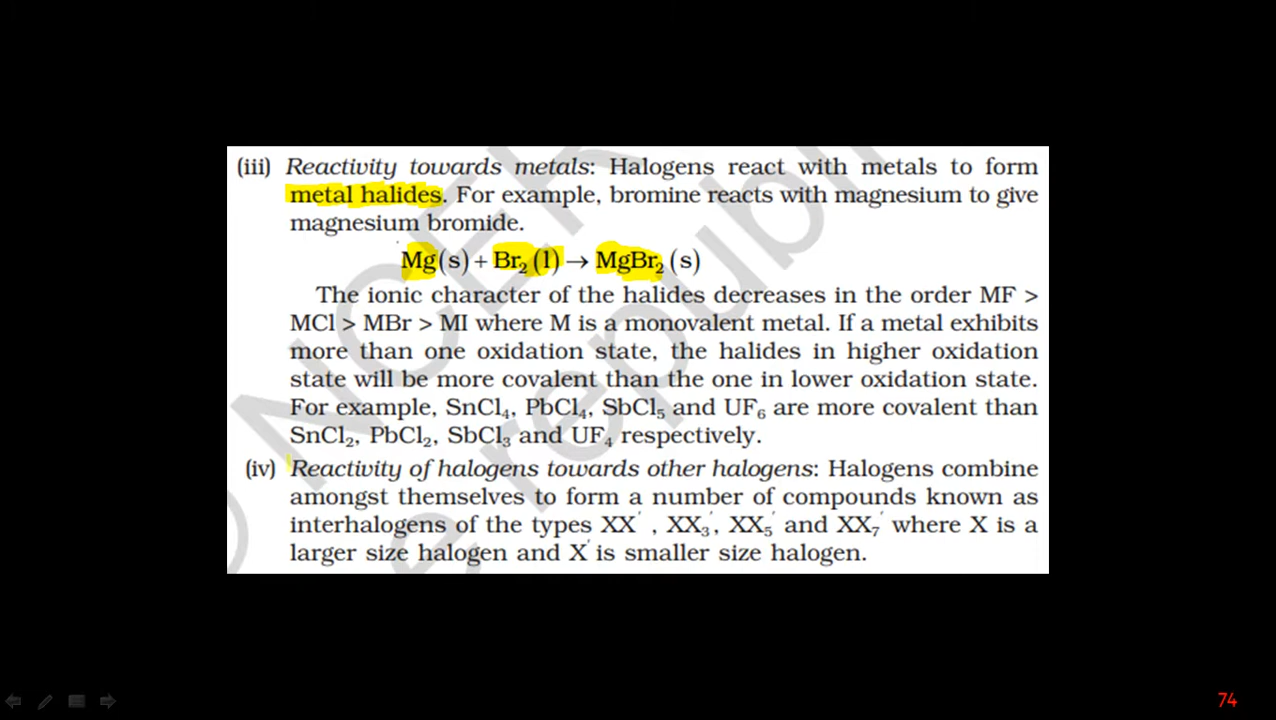 (iii) Reactivity towards metals: Halogens react with metals to form
metal halides. For example, bromine reacts with magnesium to give
magnesium bromide.
Mg(s) + Br₂(l) → MgBr₂(s)
The ionic character of the halides decreases in the order MF >
MCl > MBr > MI where M is a monovalent metal. If a metal exhibits
more than one oxidation state, the halides in higher oxidation
state will be more covalent than the one in lower oxidation state.
For example, SnCl₄, PbCl₄, SbCl₅ and UF₆ are more covalent than
SnCl₂, PbCl₂, SbCl₃ and UF₄ respectively.
(iv) Reactivity of halogens towards other halogens: Halogens combine
amongst themselves to form a number of compounds known as
interhalogens of the types XX′ , XX₃′, XX₅′ and XX₇′ where X is a
larger size halogen and X′ is smaller size halogen.
74